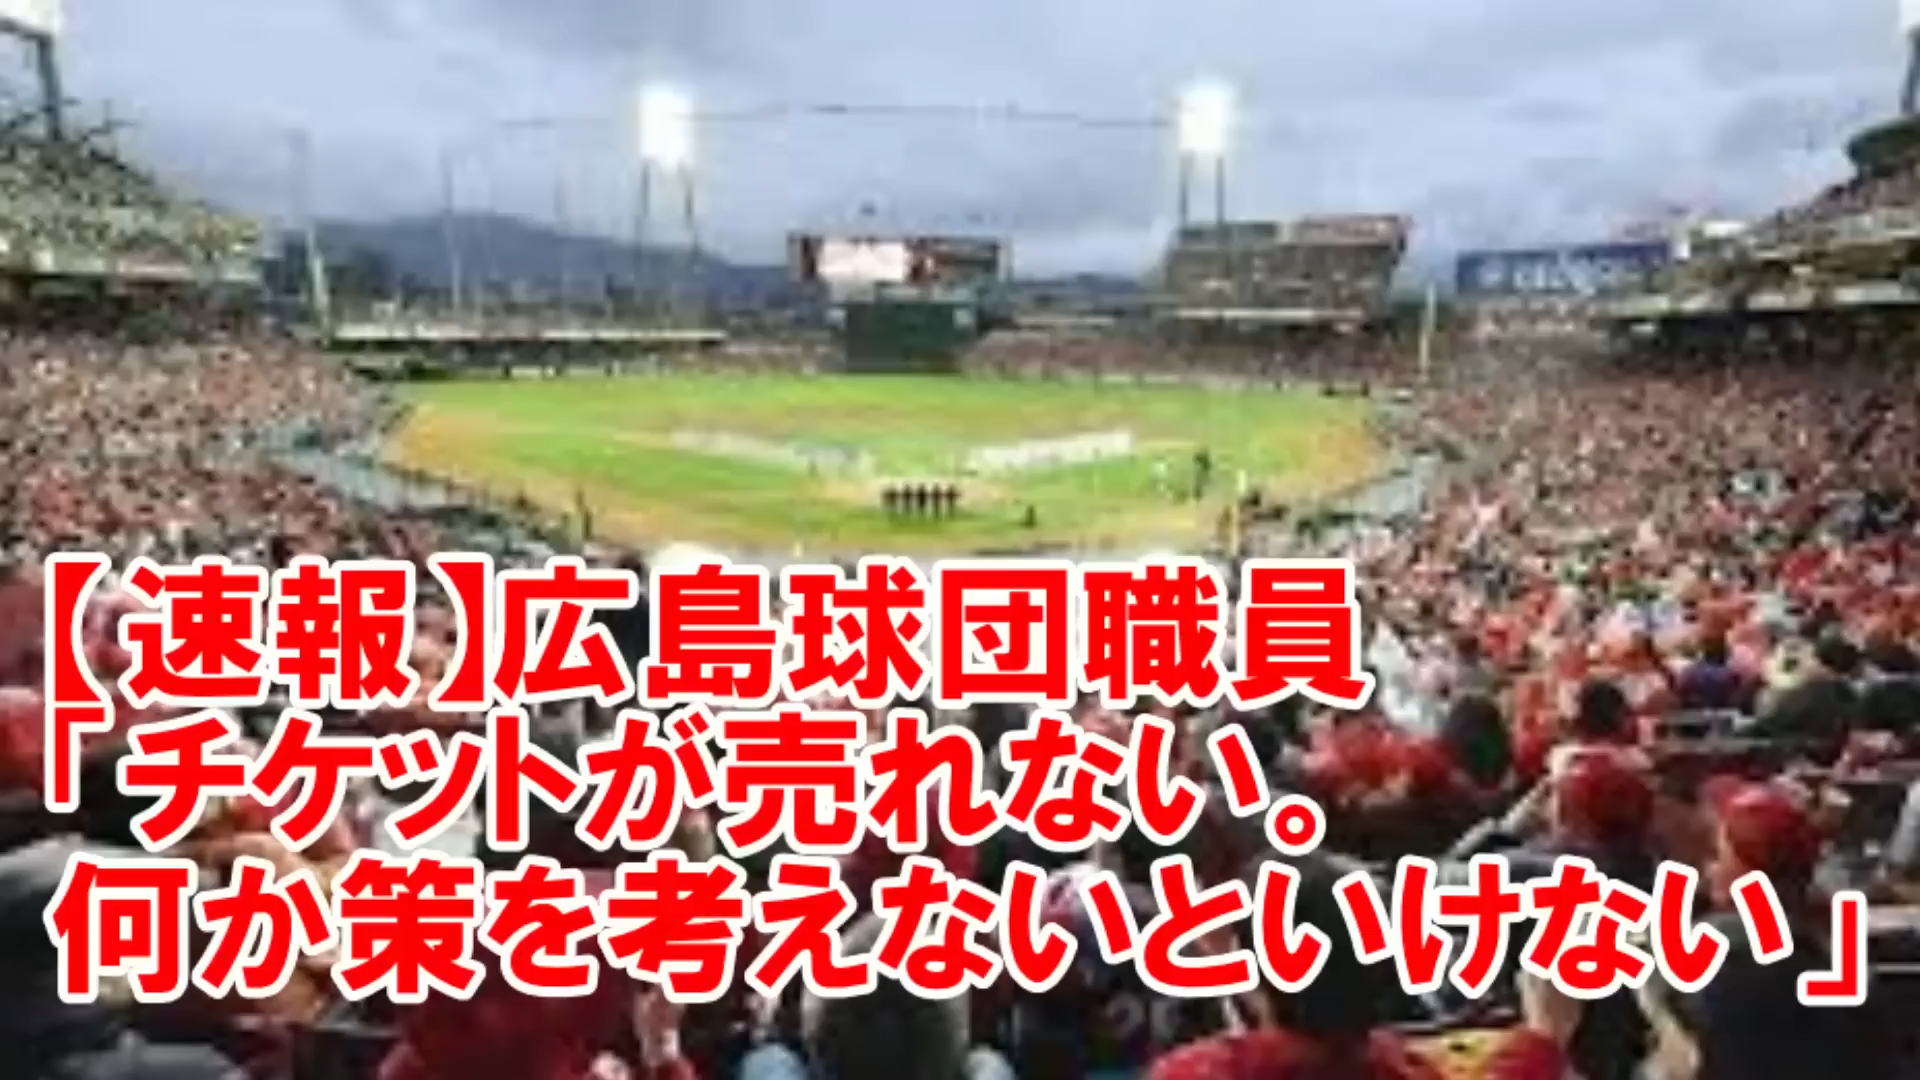 【速報】広島球団職員
「チケットが売れない。
何か策を考えないといけない」